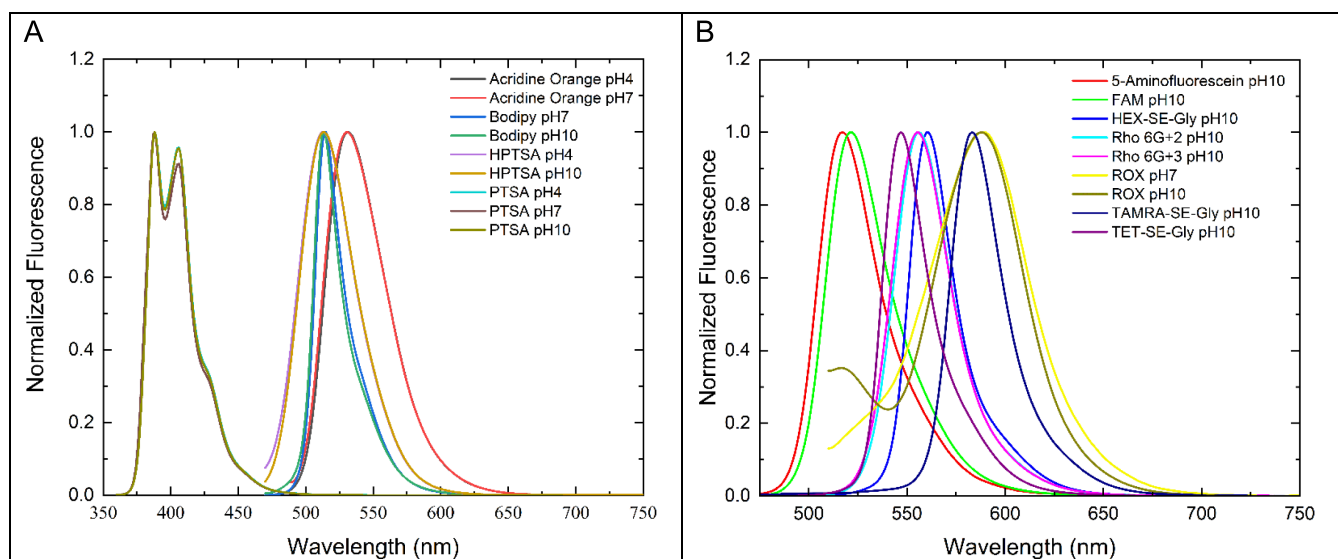 A
1.2
1.0
0.8
0.6
0.4
0.2
0.0
Normalized Fluorescence
Acridine Orange pH4
Acridine Orange pH7
Bodipy pH7
Bodipy pH10
HPTSA pH4
HPTSA pH10
PTSA pH4
PTSA pH7
PTSA pH10
350 400 450 500 550 600 650 700 750
Wavelength (nm)
B
1.2
1.0
0.8
0.6
0.4
0.2
0.0
Normalized Fluorescence
5-Aminofluorescein pH10
FAM pH10
HEX-SE-Gly pH10
Rho 6G+2 pH10
Rho 6G+3 pH10
ROX pH7
ROX pH10
TAMRA-SE-Gly pH10
TET-SE-Gly pH10
500 550 600 650 700 750
Wavelength (nm)